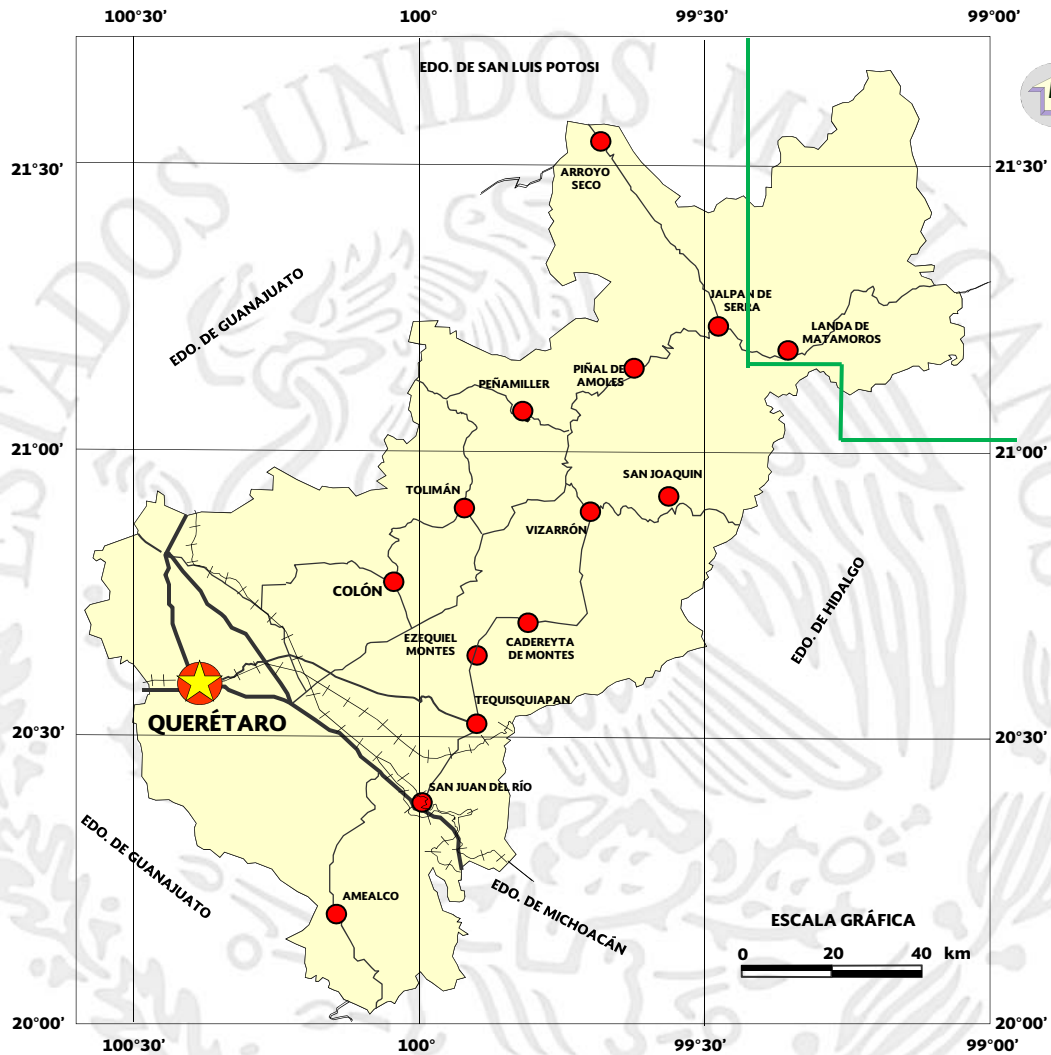 100°30'
100°
99°30'
99°00'
EDO. DE SAN LUIS POTOSI
21°30'
21°30'
ARROYO
SECO
EDO. DE GUANAJUATO
JALPAN DE
SERRA
LANDA DE
MATAMOROS
PEÑAMILLER
PIÑAL DE
AMOLES
21°00'
21°00'
SAN JOAQUIN
TOLIMÁN
VIZARRÓN
COLÓN
EDO. DE HIDALGO
EZEQUIEL
MONTES
CADEREYTA
DE MONTES
TEQUISQUIAPAN
QUERÉTARO
20°30'
20°30'
SAN JUAN DEL RÍO
EDO. DE GUANAJUATO
AMEALCO
EDO. DE MICHOACÁN
ESCALA GRÁFICA
0 20 40 km
20°00'
20°00'
100°30'
100°
99°30'
99°00'
UNIDOS